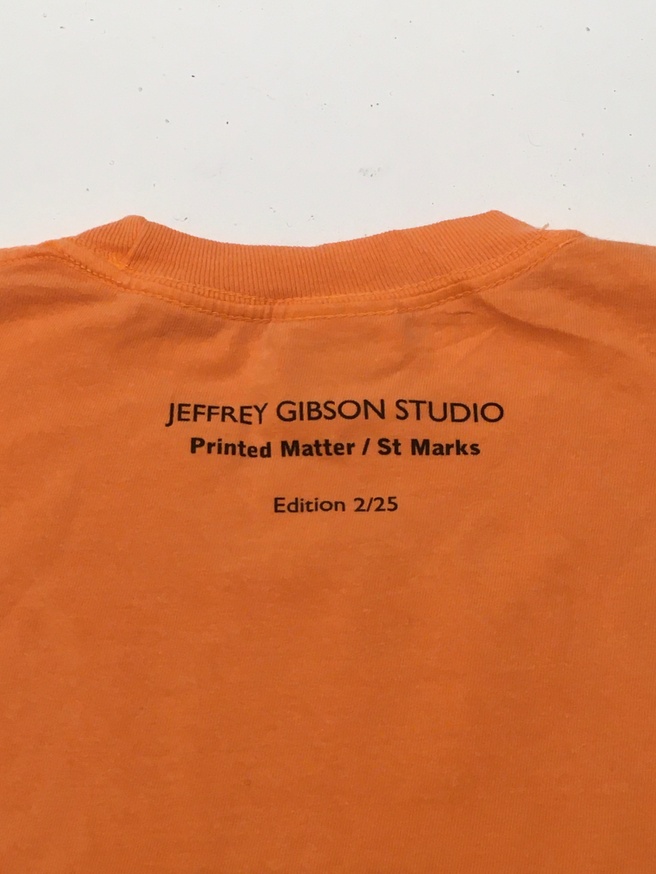 JEFFREY GIBSON STUDIO
Printed Matter / St Marks
Edition 2/25